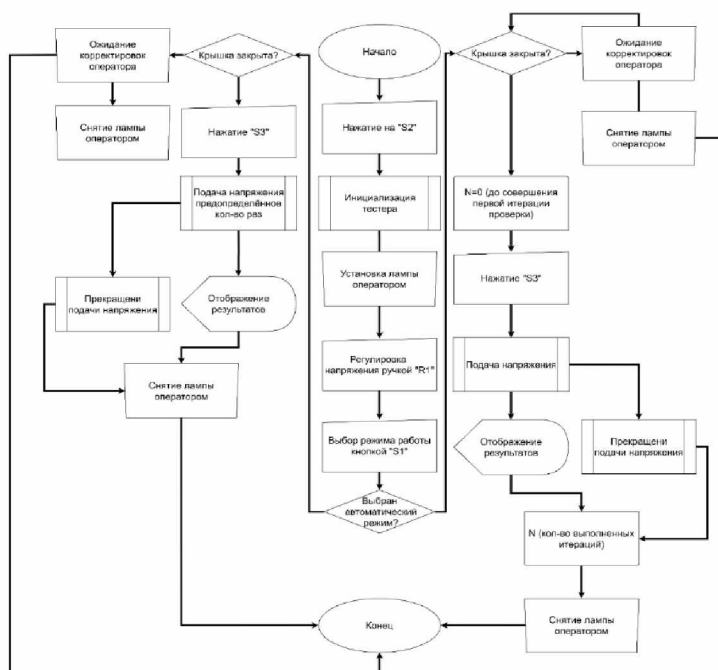 Ожидание
корректировок
оператора
Крышка закрыта?
Начало
Крышка закрыта?
Ожидание
корректировок
оператора
Снятие лампы
оператором
Нажатие "S3"
Нажатие на "S2"
Снятие лампы
оператором
Подача напряжения
предопределённое
кол-во раз
Инициализация
тестера
N=0 (до совершения
первой итерации
проверки)
Установка лампы
оператором
Нажатие "S3"
Прекращени
подачи напряжения
Отображение
результатов
Регулировка
напряжения ручкой "R1"
Подача напряжения
Снятие лампы
оператором
Выбор режима работы
кнопкой "S1"
Отображение
результатов
Прекращени
подачи напряжения
Выбран
автоматический
режим?
N (кол-во выполненных
итераций)
Конец
Снятие лампы
оператором